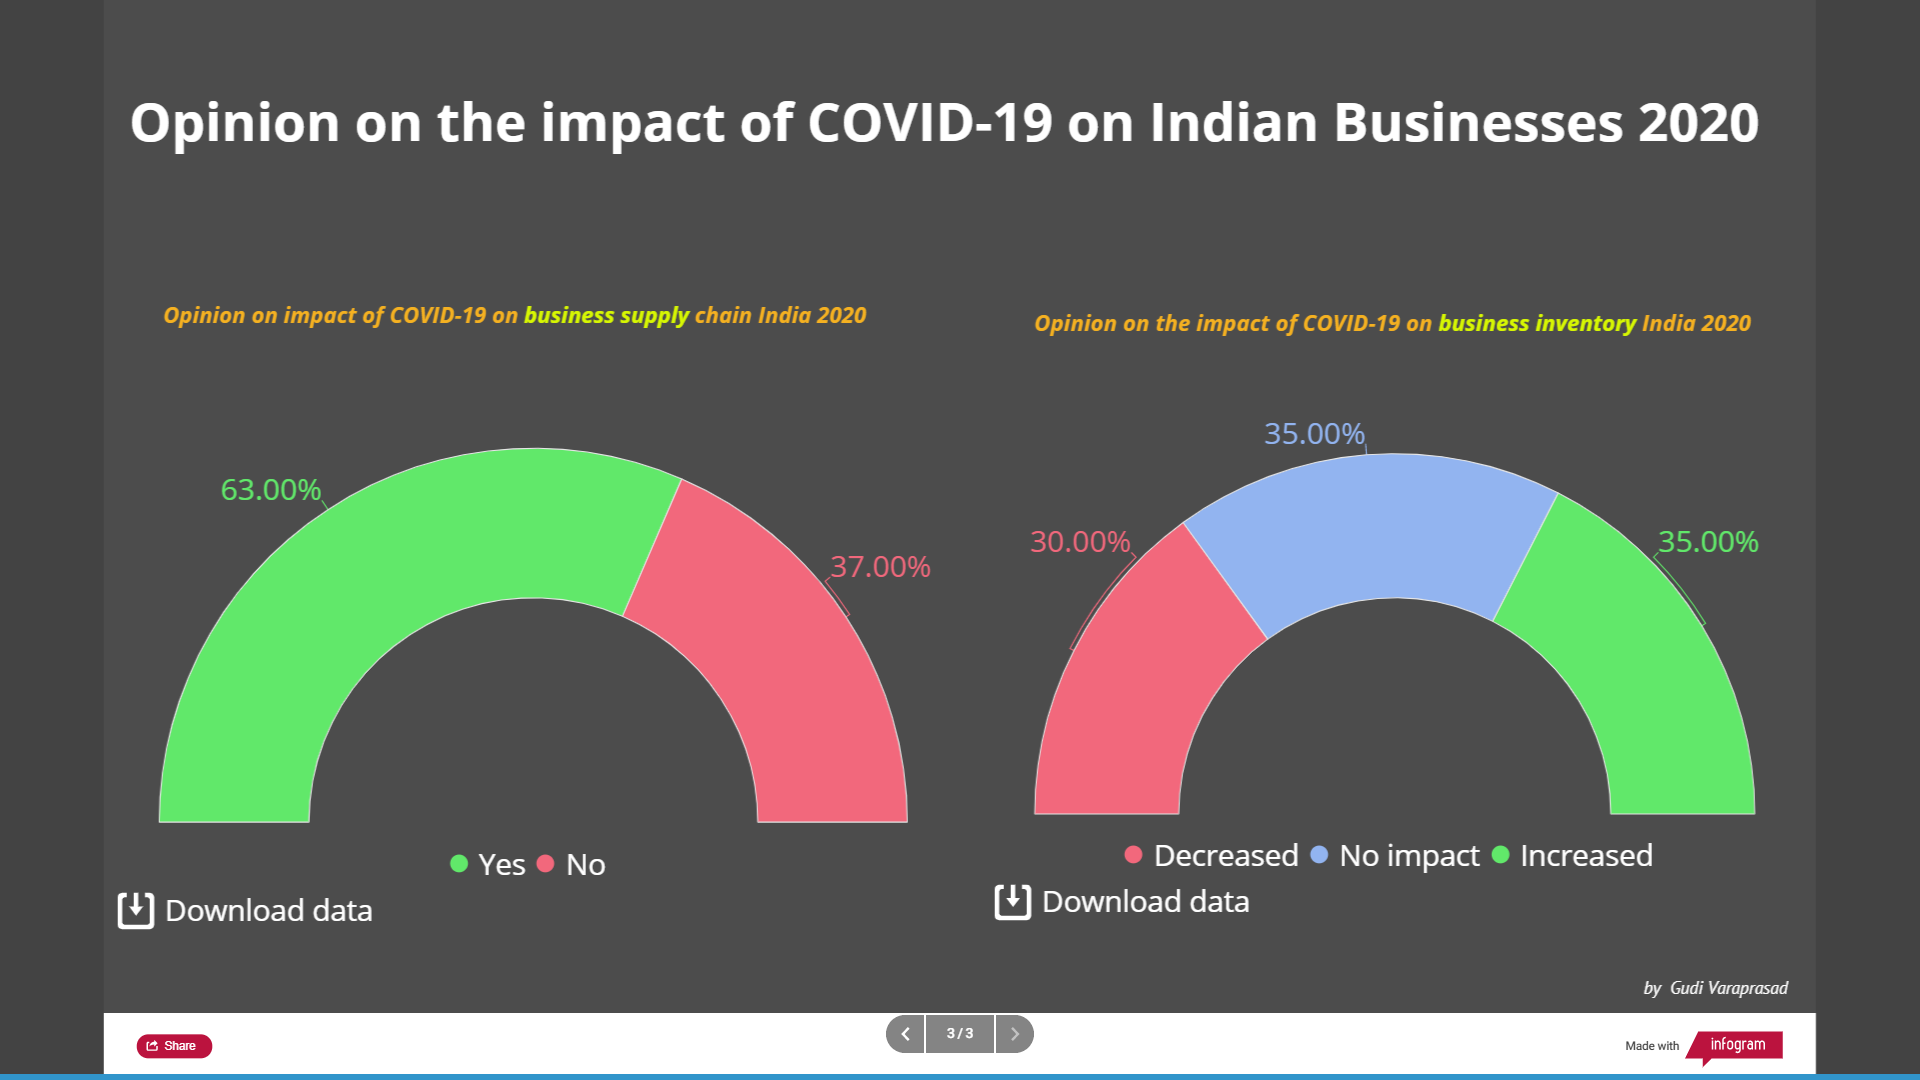 Opinion on the impact of COVID-19 on Indian Businesses 2020
Opinion on impact of COVID-19 on business supply chain India 2020
63.00%
37.00%
Yes No
Download data
Opinion on the impact of COVID-19 on business inventory India 2020
35.00%
30.00%
35.00%
Decreased No impact Increased
Download data
by Gudi Varaprasad
Share
3 / 3
Made with infogram